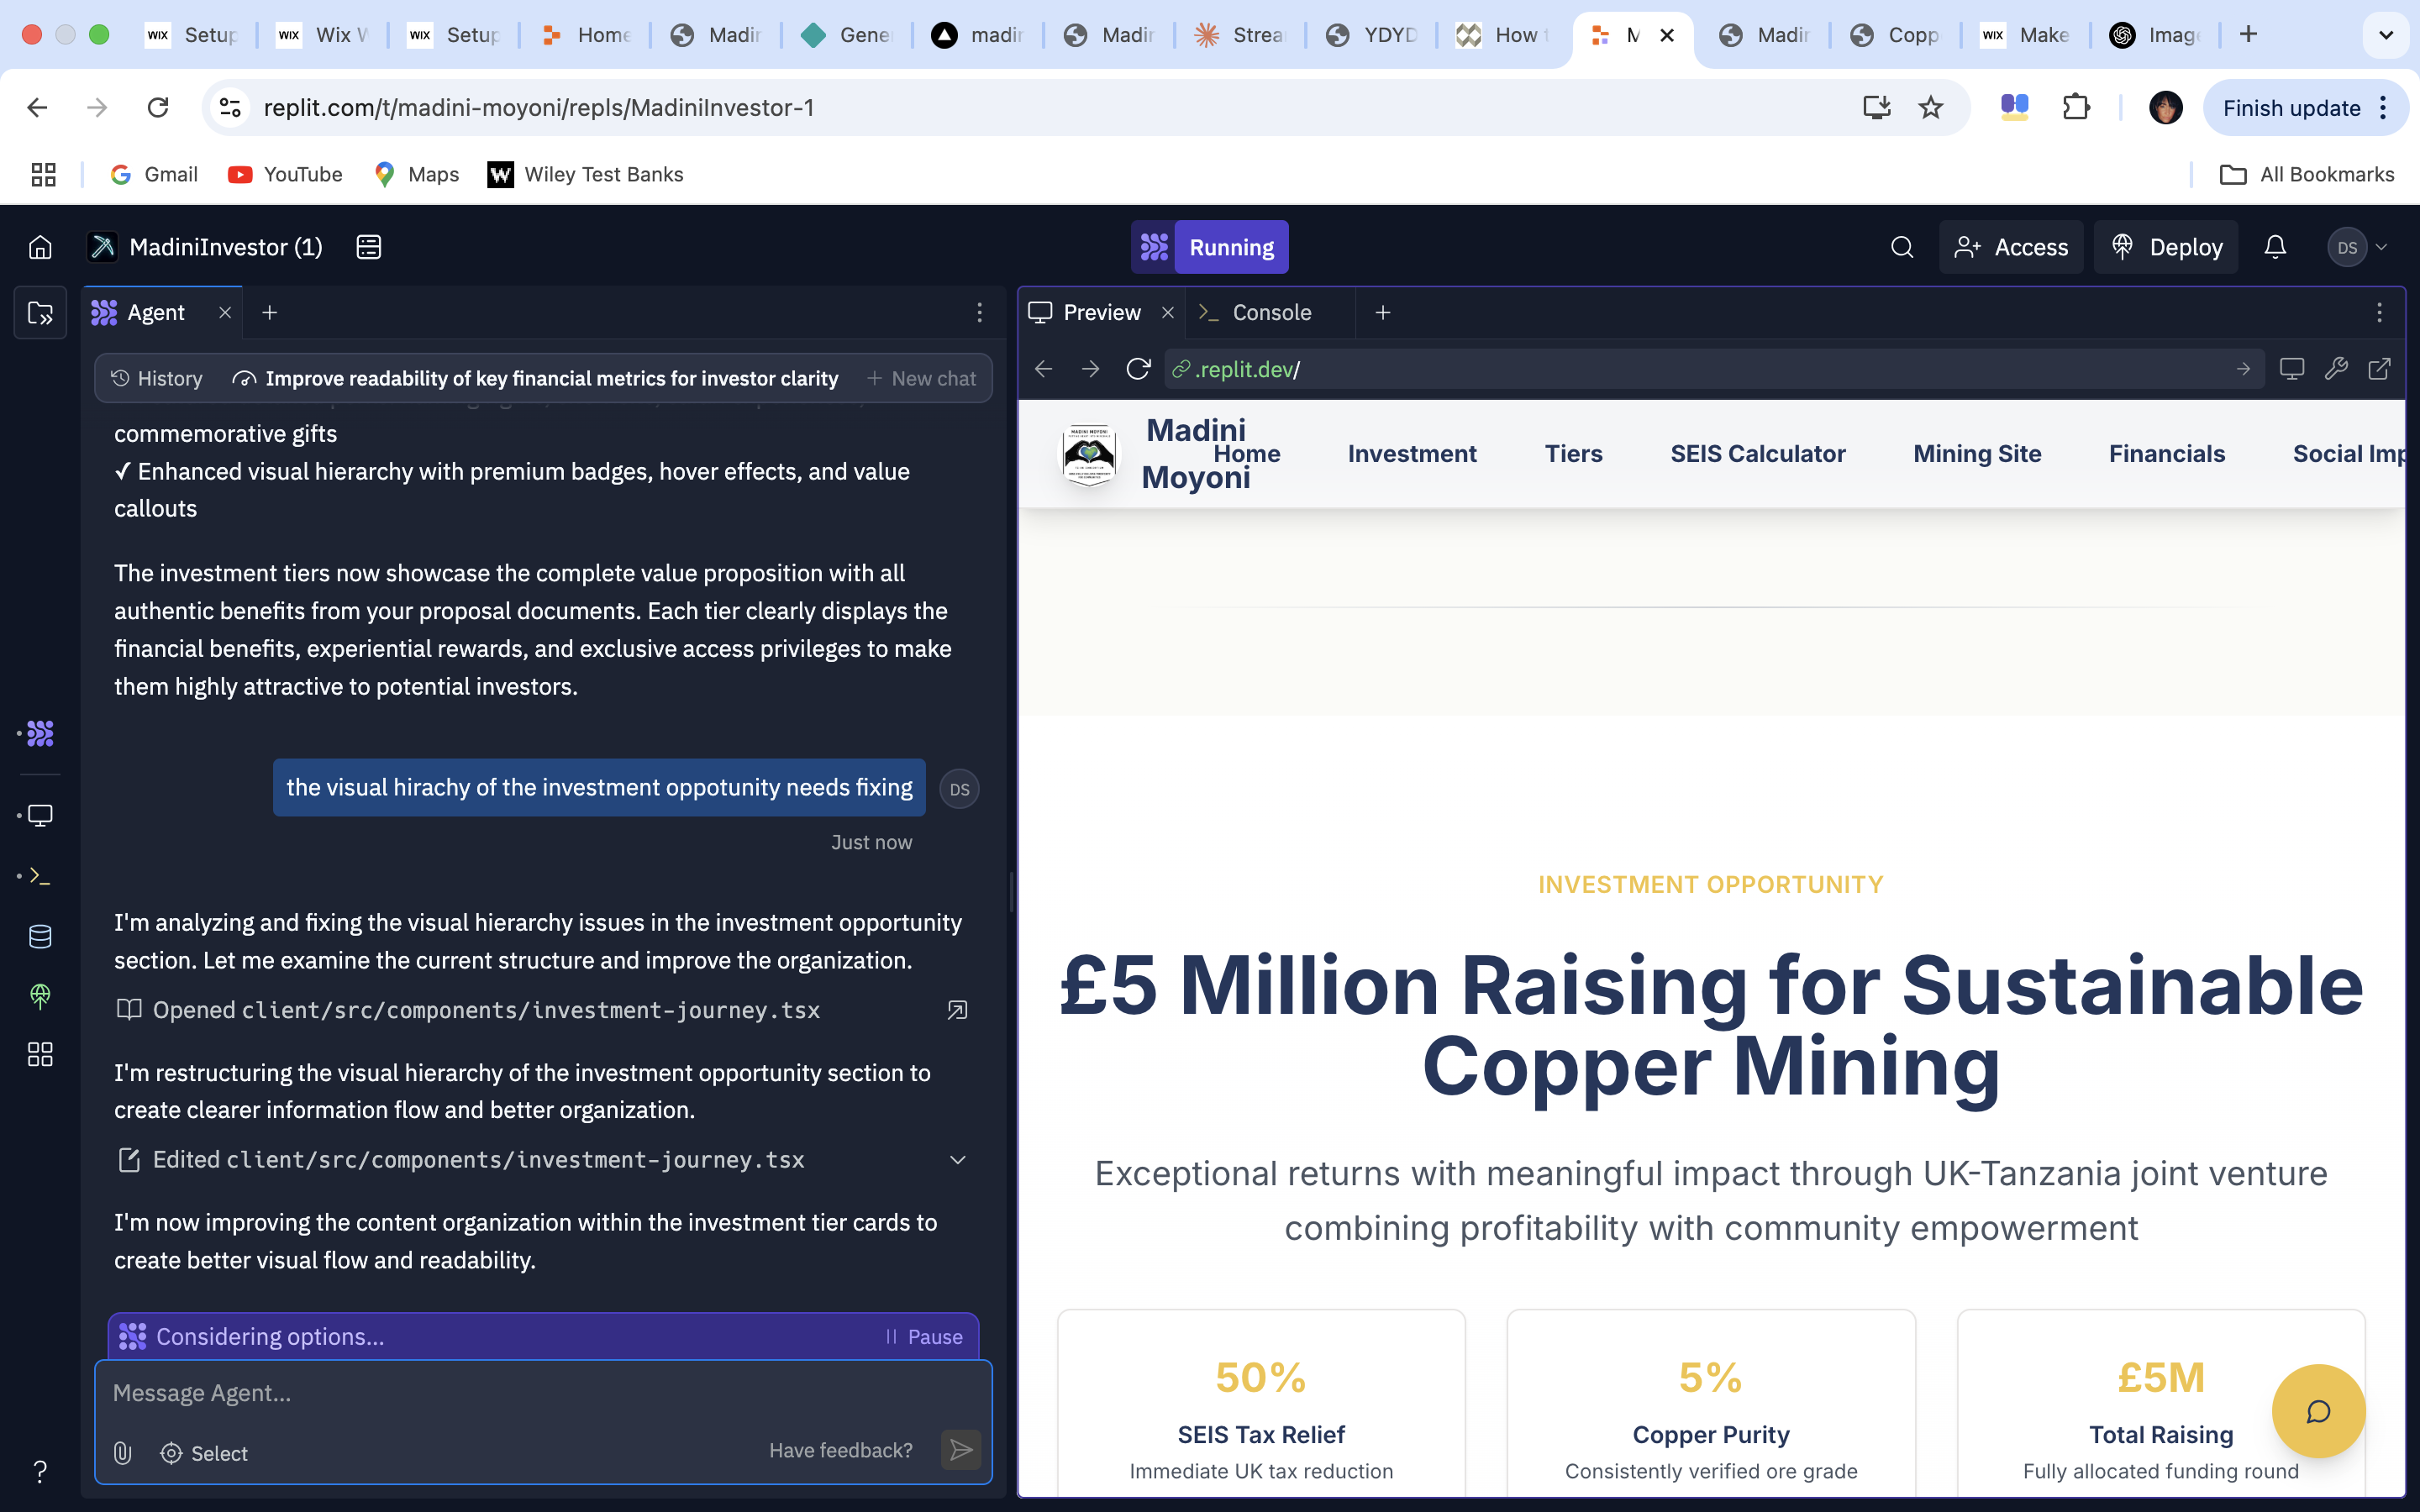 WIX Setup
WIX Wix W
WIX Setup
Home
Madin
Gene
madin
Madin
Strea
YDYD
How t
M
Madin
Copp
WIX Make
Imag
replit.com/t/madini-moyoni/repls/MadiniInvestor-1
Finish update
Gmail
YouTube
Maps
W Wiley Test Banks
All Bookmarks
MadiniInvestor (1)
Running
Access
Deploy
DS
Agent
History
Improve readability of key financial metrics for investor clarity
New chat
commemorative gifts
✓ Enhanced visual hierarchy with premium badges, hover effects, and value
callouts
The investment tiers now showcase the complete value proposition with all
authentic benefits from your proposal documents. Each tier clearly displays the
financial benefits, experiential rewards, and exclusive access privileges to make
them highly attractive to potential investors.
the visual hirachy of the investment oppotunity needs fixing
DS
Just now
I'm analyzing and fixing the visual hierarchy issues in the investment opportunity
section. Let me examine the current structure and improve the organization.
Opened client/src/components/investment-journey.tsx
I'm restructuring the visual hierarchy of the investment opportunity section to
create clearer information flow and better organization.
Edited client/src/components/investment-journey.tsx
I'm now improving the content organization within the investment tier cards to
create better visual flow and readability.
Considering options...
Pause
Message Agent...
Select
Have feedback?
Preview
Console
.replit.dev/
MADINI MOYONI
Madini
Moyoni
Home
Investment
Tiers
SEIS Calculator
Mining Site
Financials
Social Imp
INVESTMENT OPPORTUNITY
£5 Million Raising for Sustainable
Copper Mining
Exceptional returns with meaningful impact through UK-Tanzania joint venture
combining profitability with community empowerment
50%
SEIS Tax Relief
Immediate UK tax reduction
5%
Copper Purity
Consistently verified ore grade
£5M
Total Raising
Fully allocated funding round